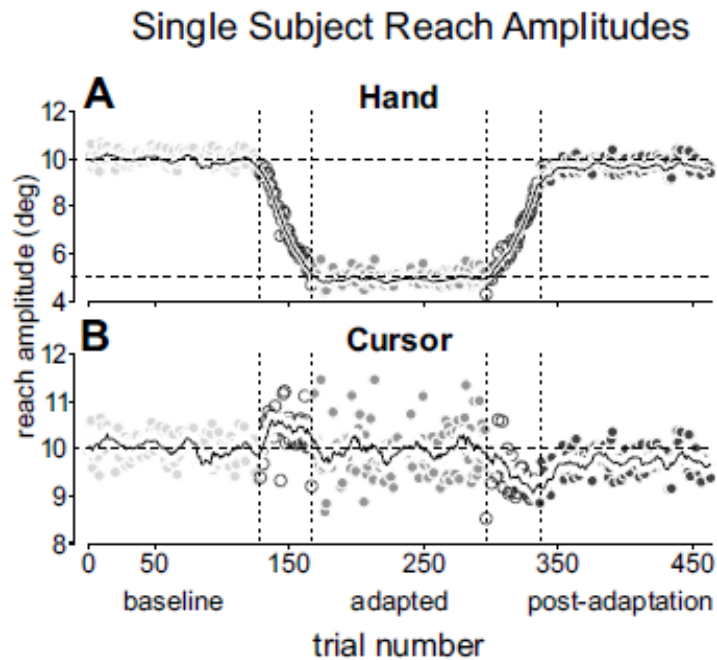 Single Subject Reach Amplitudes
A
Hand
12
10
8
6
4
reach amplitude (deg)
B
Cursor
12
11
10
9
8
0 50 150 250 350 450
baseline adapted post-adaptation
trial number